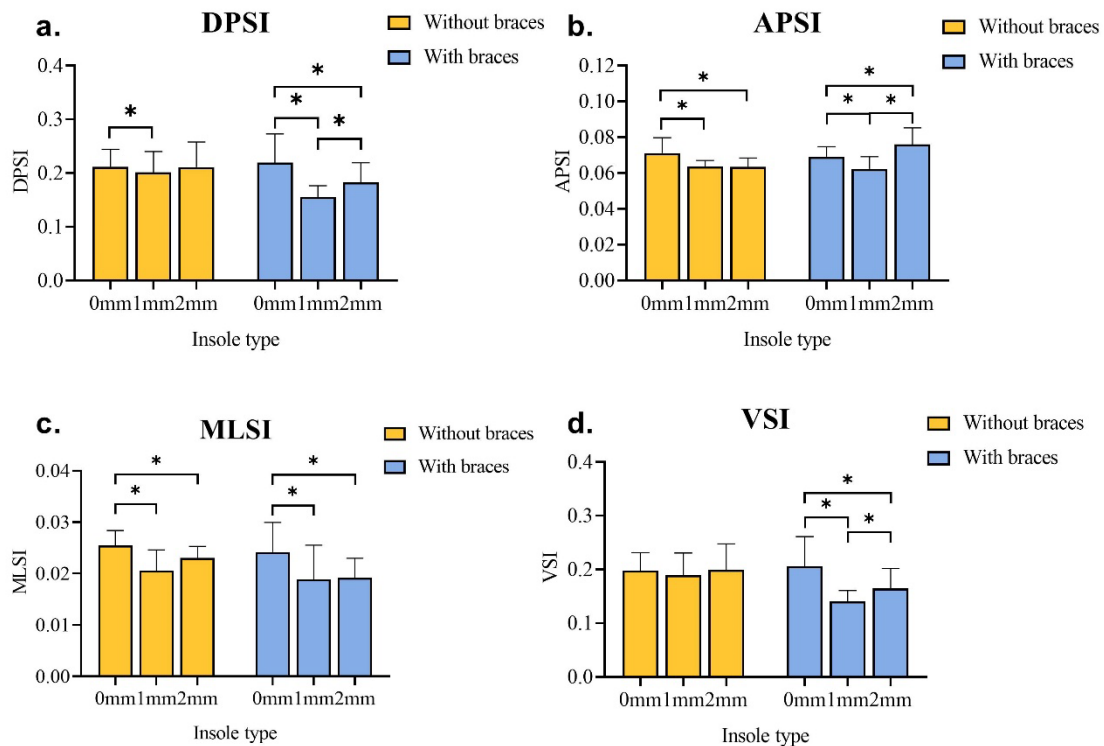 a. DPSI
Without braces
With braces
0.4
0.3
0.2
0.1
0.0
DPSI
* * * *
0mm1mm2mm 0mm1mm2mm
Insole type
b. APSI
Without braces
With braces
0.12
0.10
0.08
0.06
0.04
0.02
0.00
APSI
* * * * *
0mm1mm2mm 0mm1mm2mm
Insole type
c. MLSI
Without braces
With braces
0.04
0.03
0.02
0.01
0.00
MLSI
* * * *
0mm1mm2mm 0mm1mm2mm
Insole type
d. VSI
Without braces
With braces
0.4
0.3
0.2
0.1
0.0
VSI
* * *
0mm1mm2mm 0mm1mm2mm
Insole type